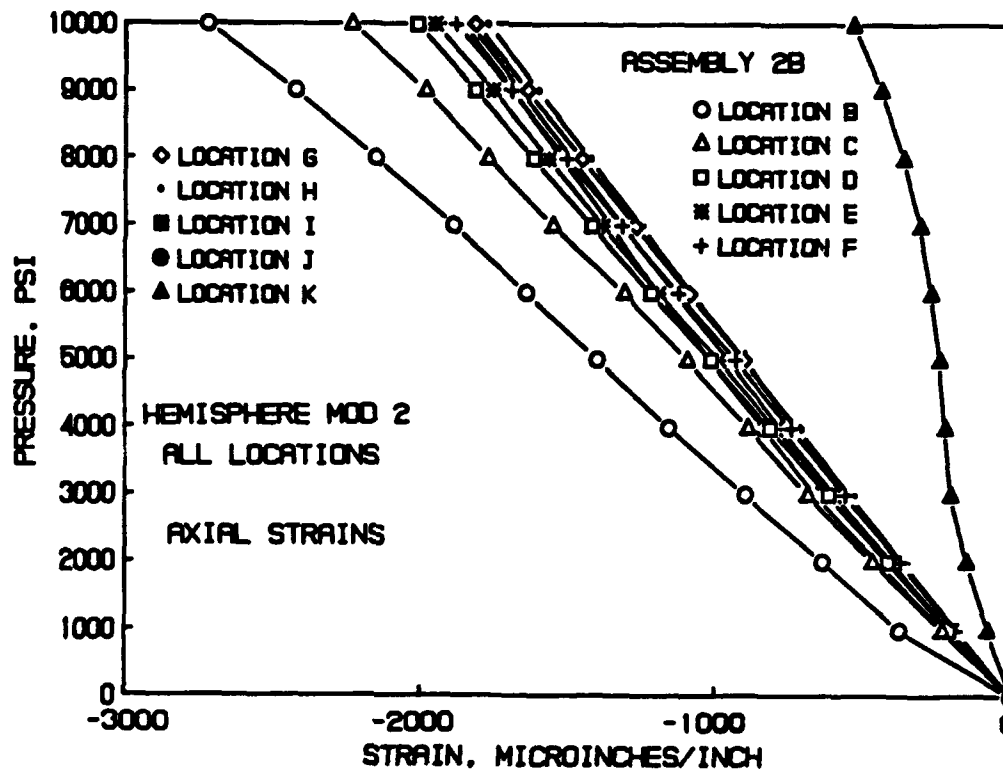 10000
9000
8000
7000
6000
5000
4000
3000
2000
1000
0
PRESSURE, PSI
ASSEMBLY 2B
LOCATION B
LOCATION C
LOCATION D
LOCATION E
LOCATION F
LOCATION G
LOCATION H
LOCATION I
LOCATION J
LOCATION K
HEMISPHERE MOD 2
ALL LOCATIONS
AXIAL STRAINS
-3000 -2000 -1000
STRAIN, MICROINCHES/INCH